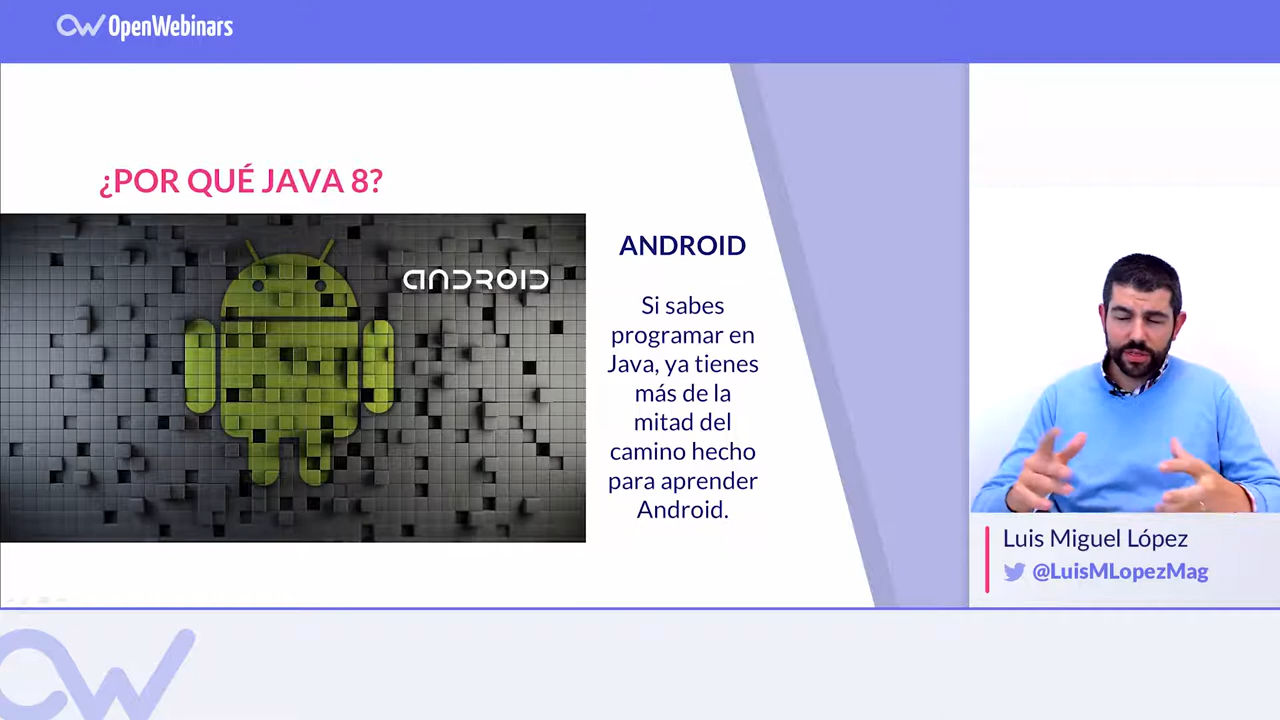 OpenWebinars
¿POR QUÉ JAVA 8?
ANDROID
ANDROID
Si sabes
programar en
Java, ya tienes
más de la
mitad del
camino hecho
para aprender
Android.
Luis Miguel López
@LuisMLopezMag